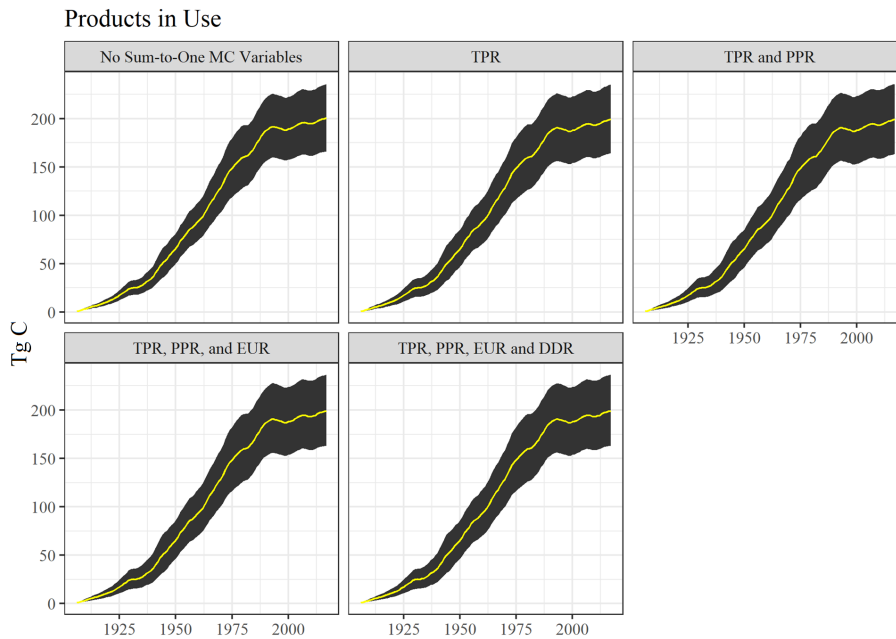 Products in Use
No Sum-to-One MC Variables
TPR
TPR and PPR
200
150
100
50
0
1925 1950 1975 2000
Tg C
TPR, PPR, and EUR
TPR, PPR, EUR and DDR
200
150
100
50
0
1925 1950 1975 2000
1925 1950 1975 2000